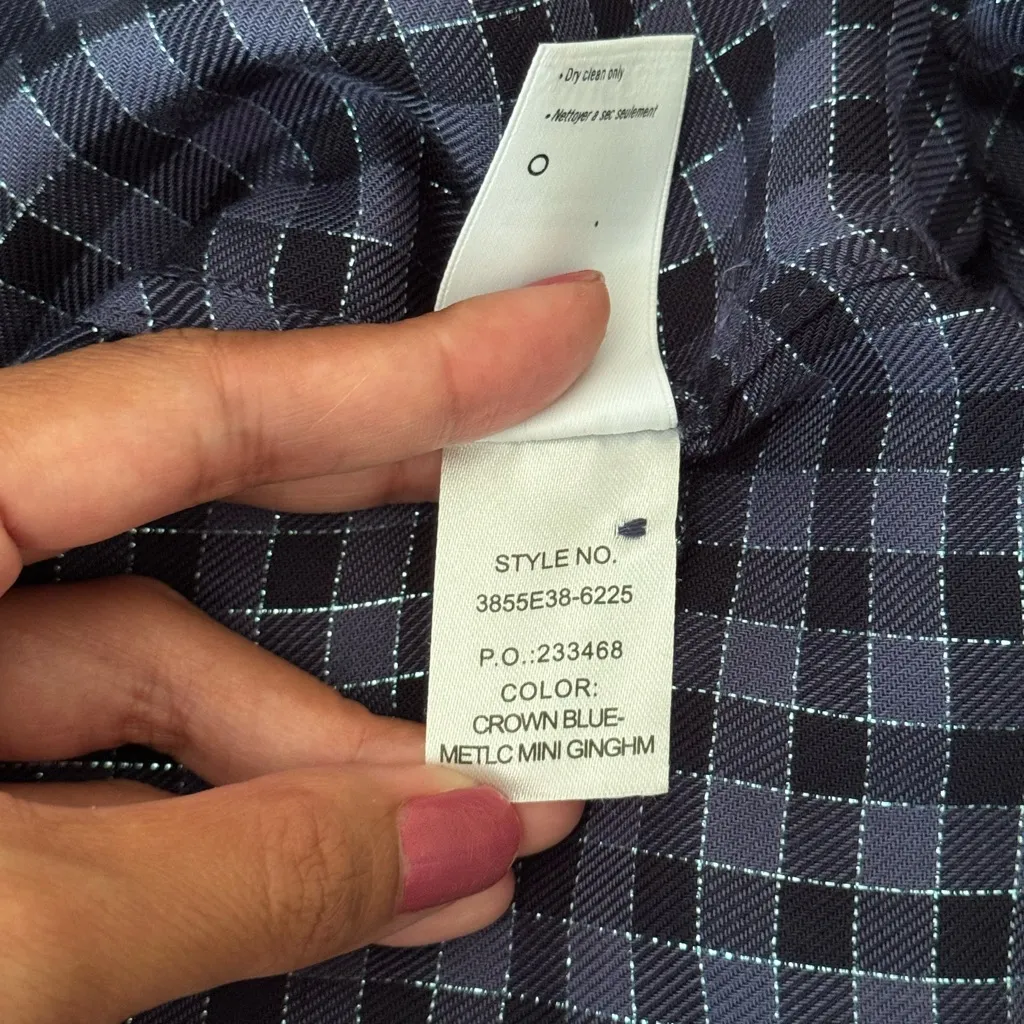 • Dry clean only
• Nettoyer a sec seulement
STYLE NO.
3855E38-6225
P.O.:233468
COLOR:
CROWN BLUE-
METLC MINI GINGHM